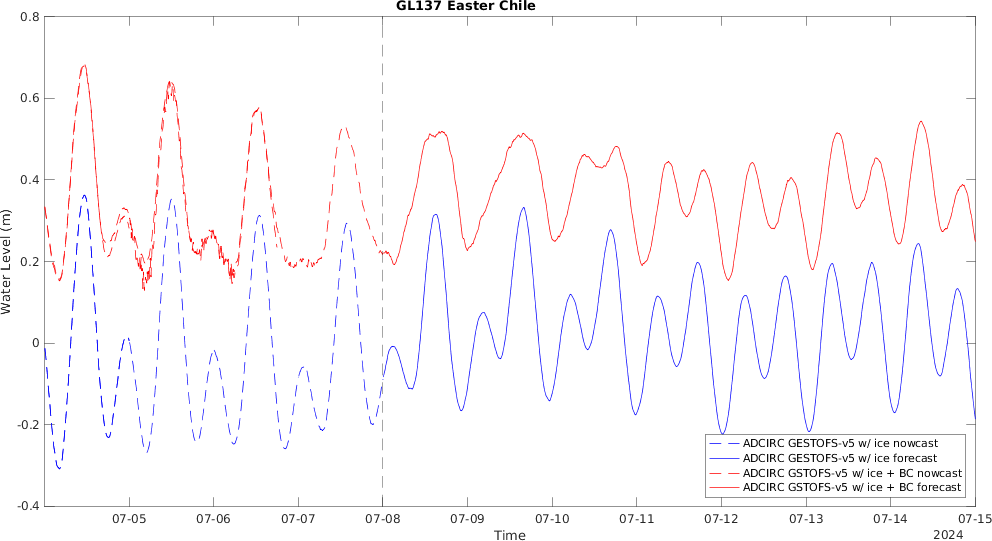 GL137 Easter Chile
0.8
0.6
0.4
0.2
0
-0.2
-0.4
Water Level (m)
ADCIRC GESTOFS-v5 w/ ice nowcast
ADCIRC GESTOFS-v5 w/ ice forecast
ADCIRC GSTOFS-v5 w/ ice + BC nowcast
ADCIRC GSTOFS-v5 w/ ice + BC forecast
07-05 07-06 07-07 07-08 07-09 07-10 07-11 07-12 07-13 07-14 07-15
Time
2024